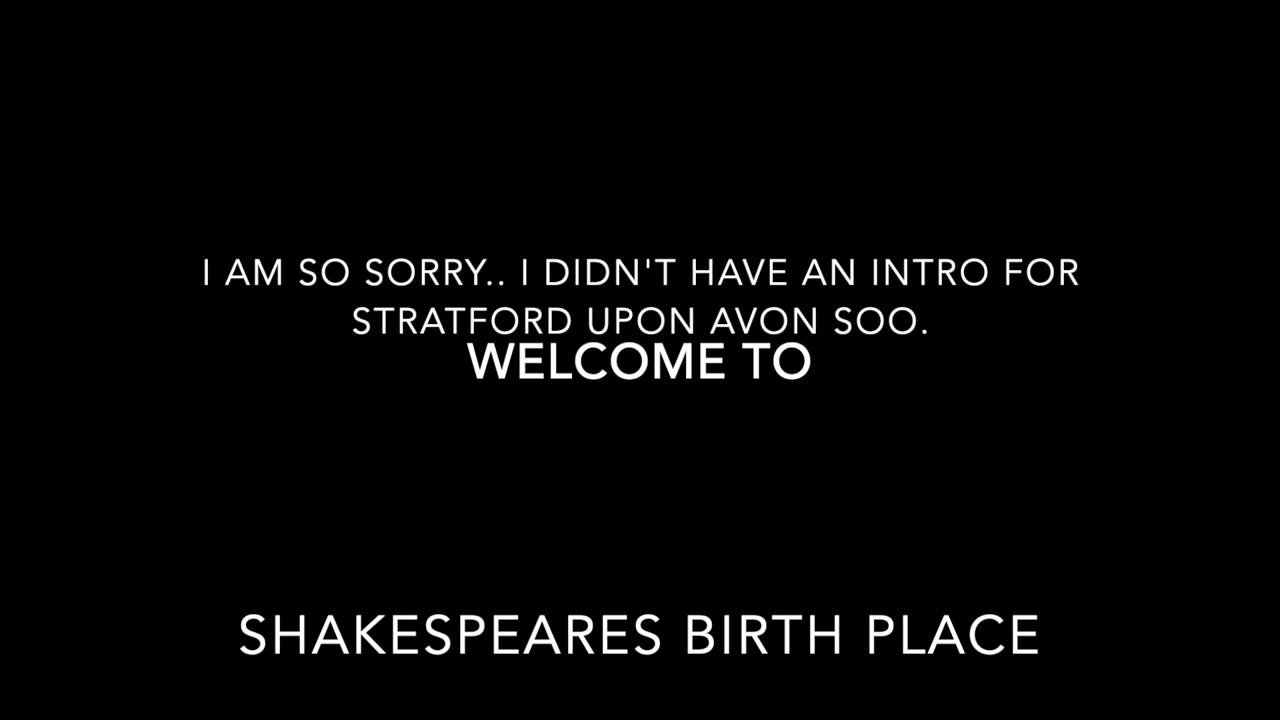 I AM SO SORRY.. I DIDN'T HAVE AN INTRO FOR
STRATFORD UPON AVON SOO.
WELCOME TO
SHAKESPEARES BIRTH PLACE